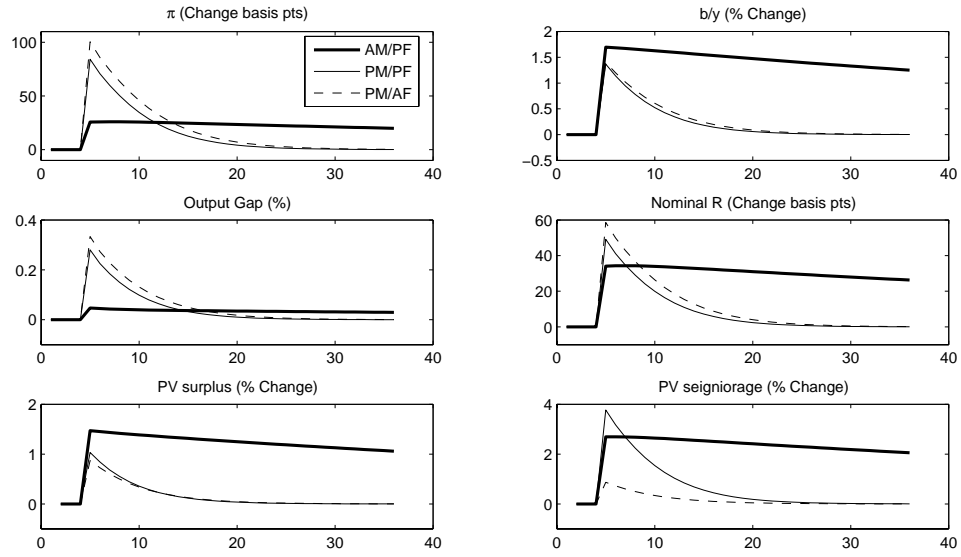 π (Change basis pts)
100
50
0
0 10 20 30 40
AM/PF
PM/PF
PM/AF
b/y (% Change)
2
1.5
1
0.5
0
−0.5
0 10 20 30 40
Output Gap (%)
0.4
0.2
0
0 10 20 30 40
Nominal R (Change basis pts)
60
40
20
0
0 10 20 30 40
PV surplus (% Change)
2
1
0
0 10 20 30 40
PV seigniorage (% Change)
4
2
0
0 10 20 30 40